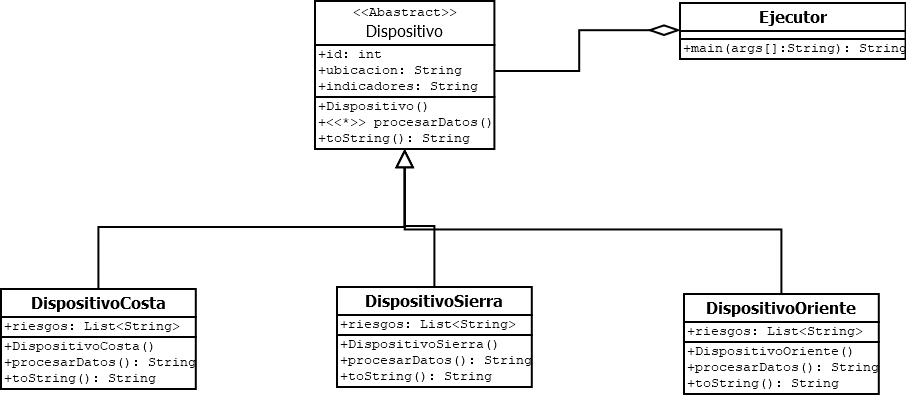 <<Abastract>>
Dispositivo
+id: int
+ubicacion: String
+indicadores: String
+Dispositivo()
+<<*>> procesarDatos()
+toString(): String
Ejecutor
+main(args[]:String): String
DispositivoCosta
+riesgos: List<String>
+DispositivoCosta()
+procesarDatos(): String
+toString(): String
DispositivoSierra
+riesgos: List<String>
+DispositivoSierra()
+procesarDatos(): String
+toString(): String
DispositivoOriente
+riesgos: List<String>
+DispositivoOriente()
+procesarDatos(): String
+toString(): String